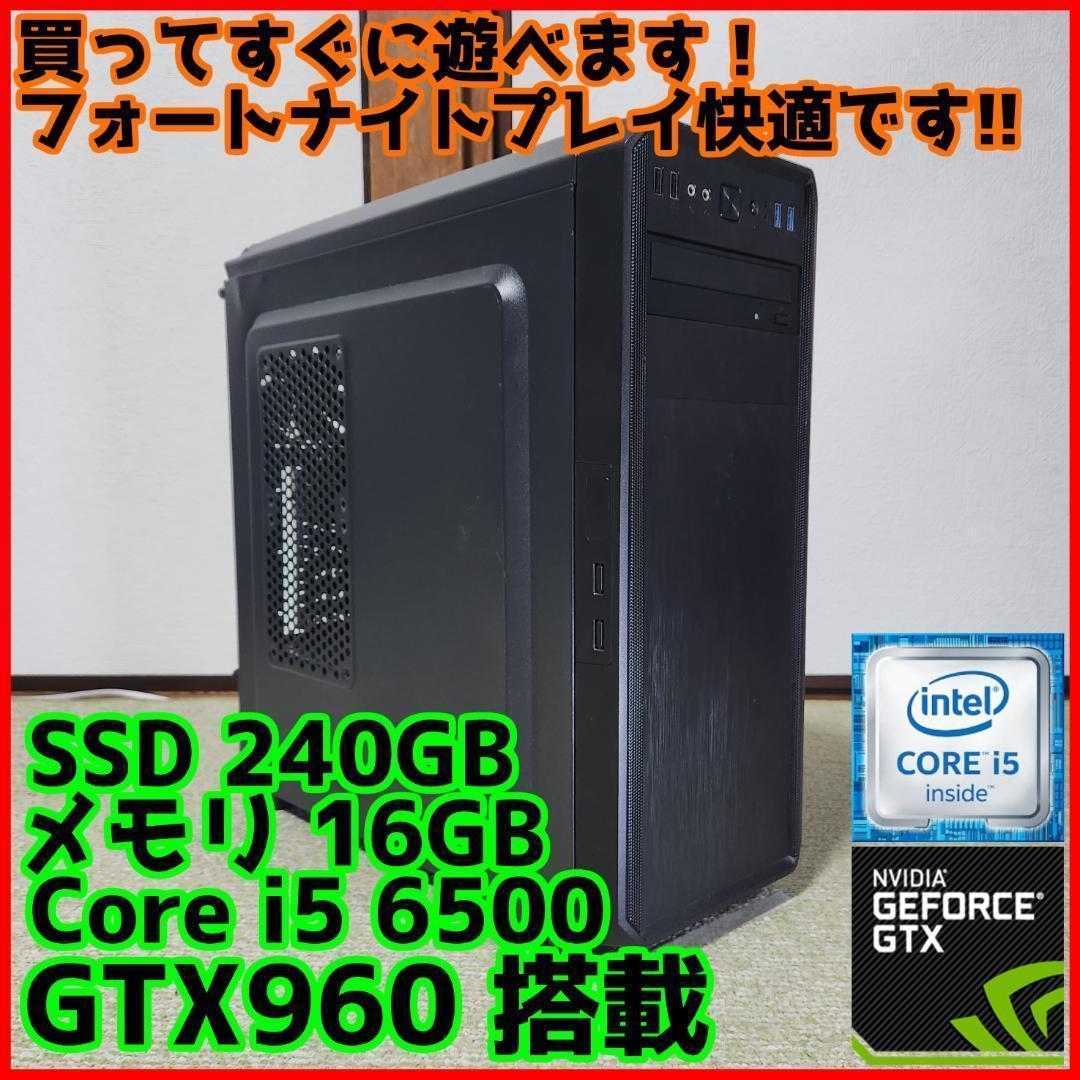 買ってすぐに遊べます！
フォートナイトプレイ快適です!!
SSD 240GB
メモリ 16GB
Core i5 6500
GTX960 搭載
intel
CORE™ i5
inside™
NVIDIA
GEFORCE®
GTX